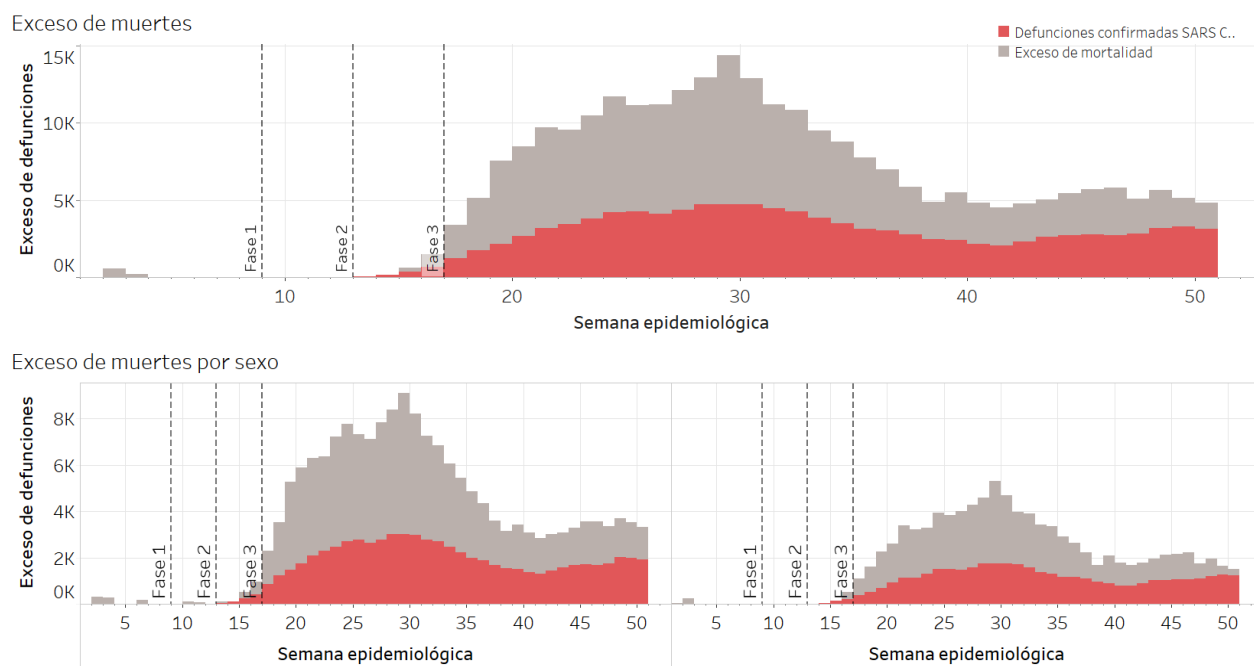 Exceso de muertes
Defunciones confirmadas SARS C..
Exceso de mortalidad
Exceso de defunciones
15K
10K
5K
0K
Fase 1
Fase 2
Fase 3
10
20
30
40
50
Semana epidemiológica
Exceso de muertes por sexo
Exceso de defunciones
8K
6K
4K
2K
0K
Fase 1
Fase 2
Fase 3
Fase 1
Fase 2
Fase 3
5 10 15 20 25 30 35 40 45 50
5 10 15 20 25 30 35 40 45 50
Semana epidemiológica
Semana epidemiológica